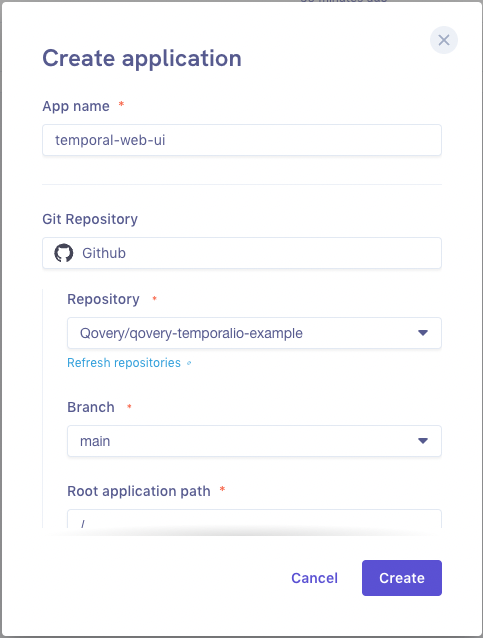 Create application
App name *
temporal-web-ui
Git Repository
Github
Repository *
Qovery/qovery-temporalio-example
Refresh repositories
Branch *
main
Root application path *
/
Cancel
Create